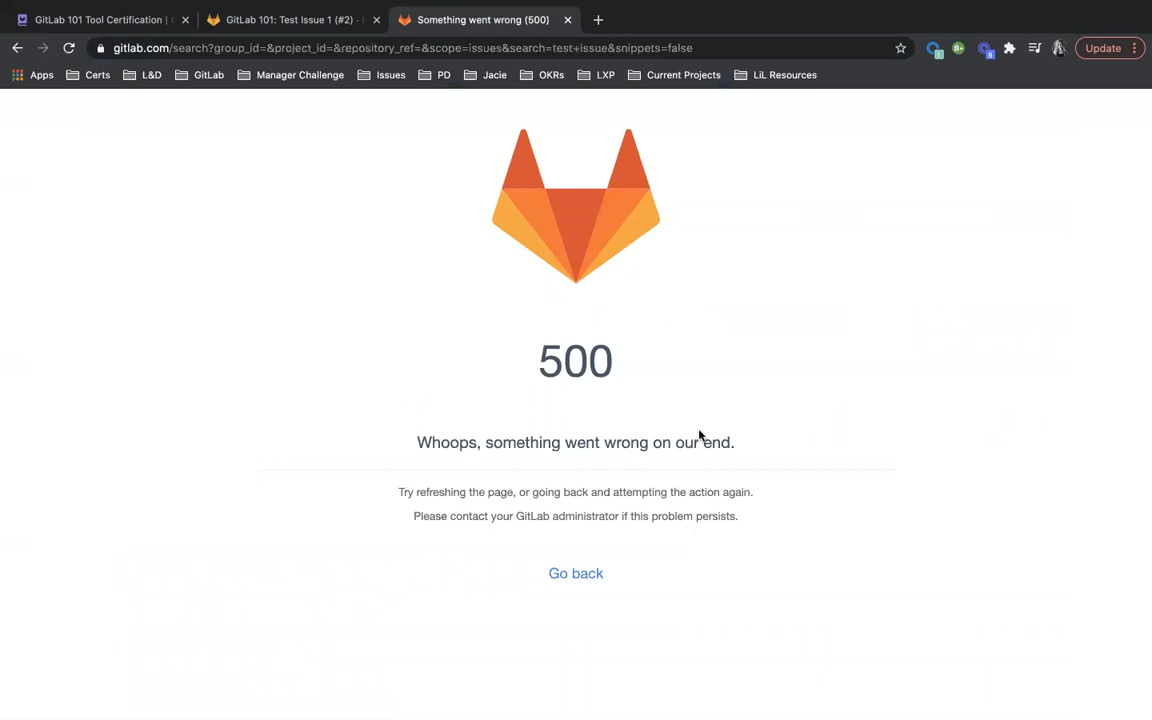 GitLab 101 Tool Certification |
GitLab 101: Test Issue 1 (#2) ·
Something went wrong (500)
gitlab.com/search?group_id=&project_id=&repository_ref=&scope=issues&search=test+issue&snippets=false
Update
Apps Certs L&D GitLab Manager Challenge Issues PD Jacie OKRs LXP Current Projects LiL Resources
500
Whoops, something went wrong on our end.
Try refreshing the page, or going back and attempting the action again.
Please contact your GitLab administrator if this problem persists.
Go back